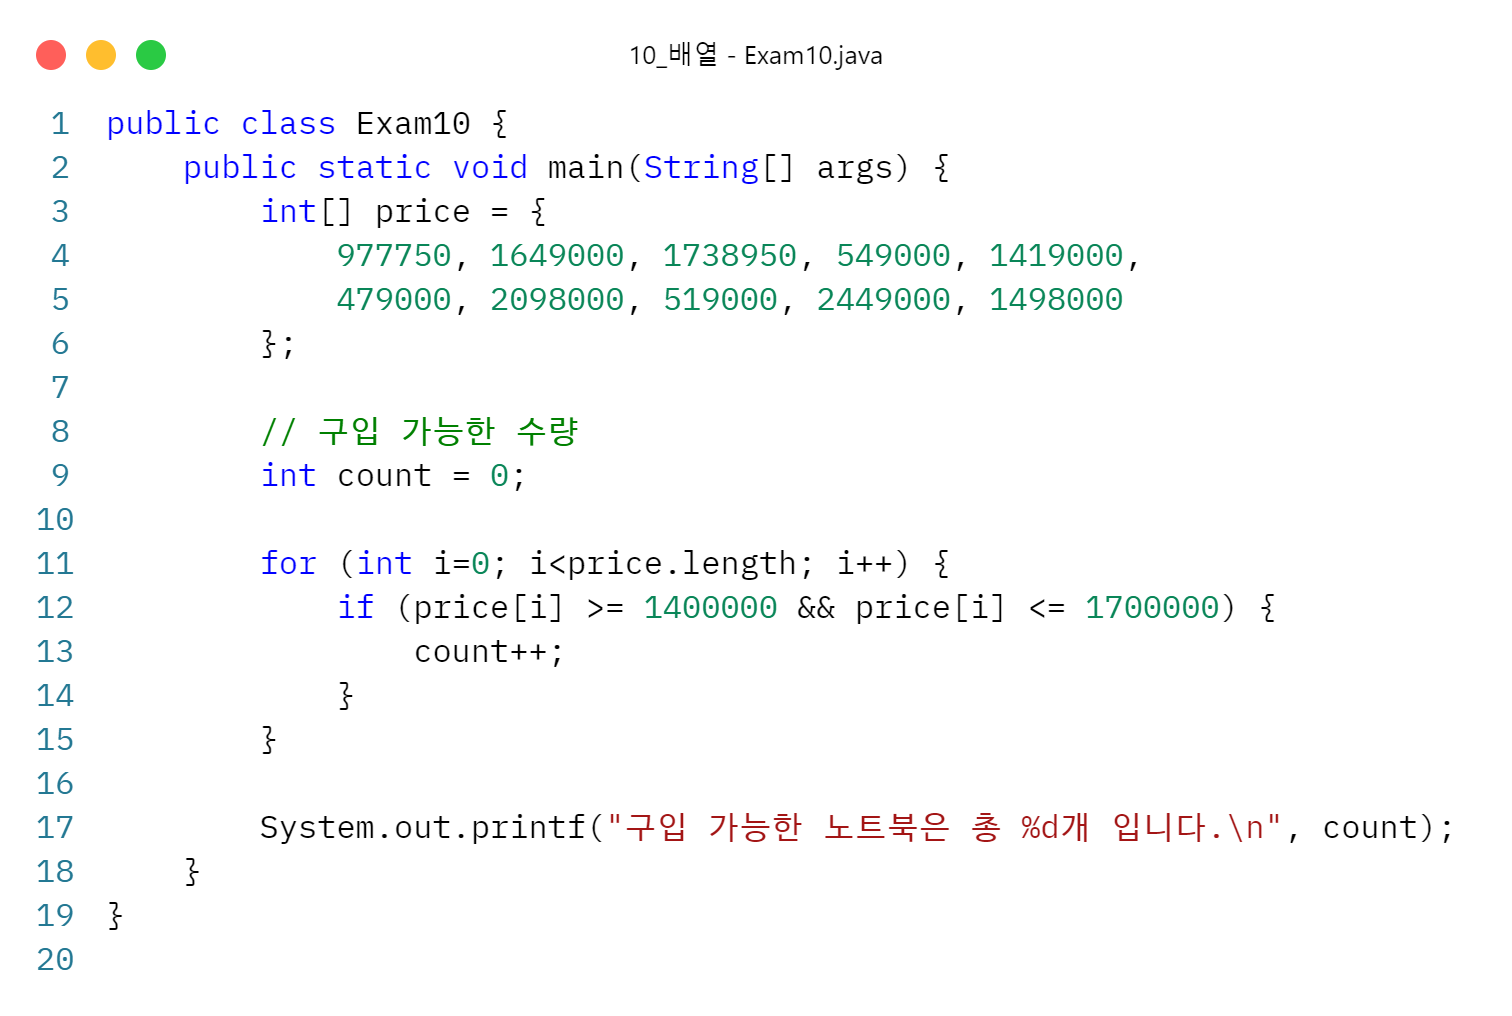 10_배열 - Exam10.java
1 public class Exam10 {
2     public static void main(String[] args) {
3         int[] price = {
4             977750, 1649000, 1738950, 549000, 1419000,
5             479000, 2098000, 519000, 2449000, 1498000
6         };
7
8         // 구입 가능한 수량
9         int count = 0;
10
11         for (int i=0; i<price.length; i++) {
12             if (price[i] >= 1400000 && price[i] <= 1700000) {
13                 count++;
14             }
15         }
16
17         System.out.printf("구입 가능한 노트북은 총 %d개 입니다.\n", count);
18     }
19 }
20